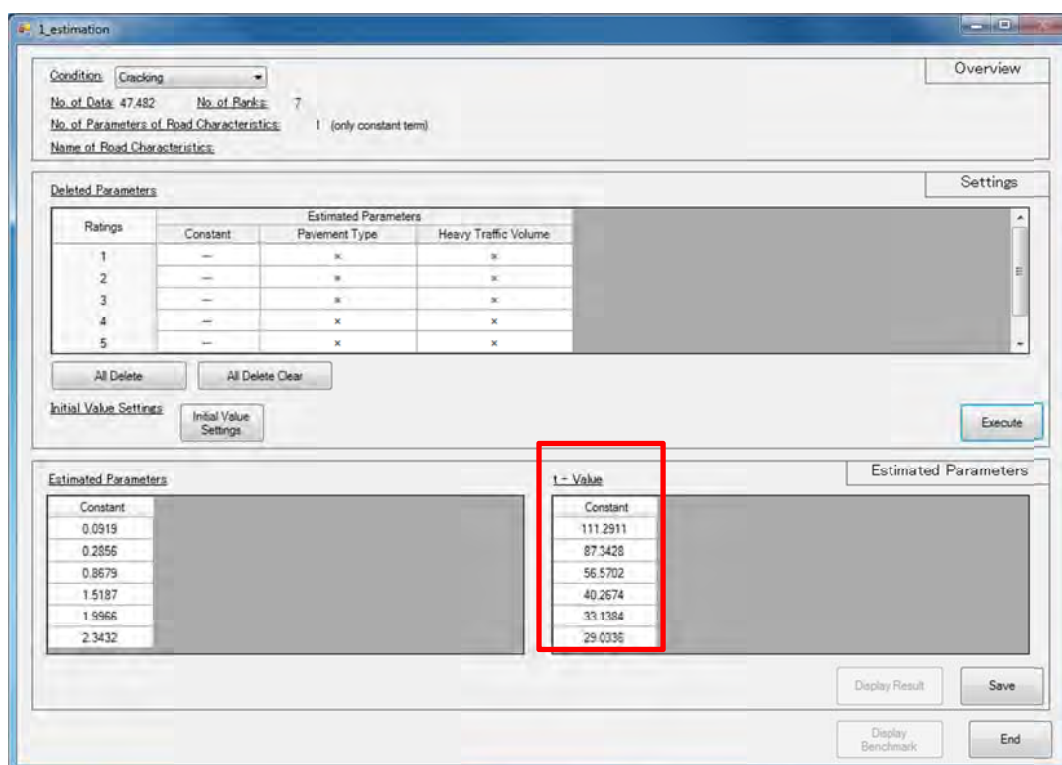 1_estimation
Overview
Condition: Cracking
No. of Data: 47,482 No. of Ranks: 7
No. of Parameters of Road Characteristics: 1 (only constant term)
Name of Road Characteristics:
Settings
Deleted Parameters
Ratings Estimated Parameters
Constant Pavement Type Heavy Traffic Volume
1 — × ×
2 — × ×
3 — × ×
4 — × ×
5 — × ×
All Delete All Delete Clear
Initial Value Settings Initial Value Settings Execute
Estimated Parameters
Estimated Parameters t - Value
Constant Constant
0.0919 111.2911
0.2856 87.3428
0.8679 56.5702
1.5187 40.2674
1.9966 33.1384
2.3432 29.0336
Display Result Save
Display Benchmark End